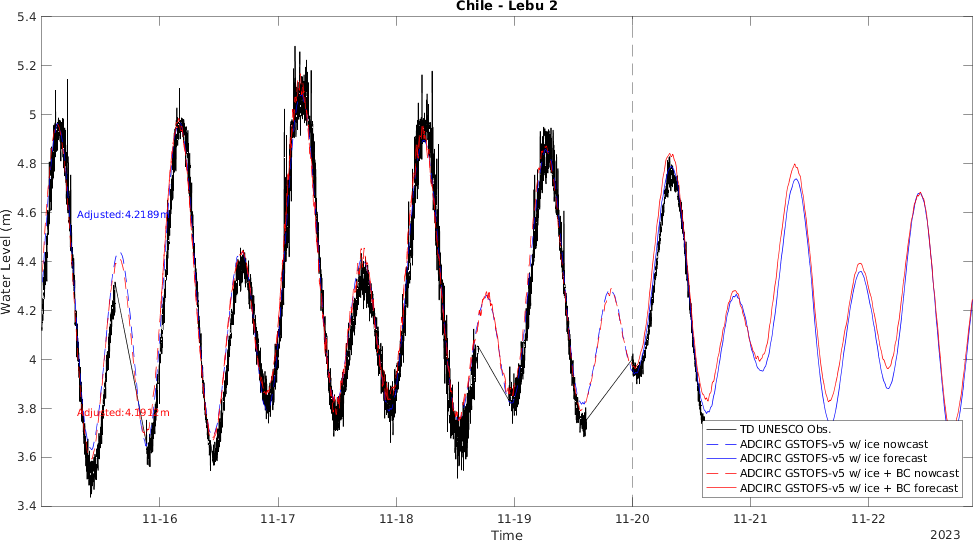 Chile - Lebu 2
5.4
5.2
5
4.8
4.6
4.4
4.2
4
3.8
3.6
3.4
Water Level (m)
Adjusted:4.2189m
Adjusted:4.1912m
TD UNESCO Obs.
ADCIRC GSTOFS-v5 w/ ice nowcast
ADCIRC GSTOFS-v5 w/ ice forecast
ADCIRC GSTOFS-v5 w/ ice + BC nowcast
ADCIRC GSTOFS-v5 w/ ice + BC forecast
11-16 11-17 11-18 11-19 11-20 11-21 11-22
Time
2023